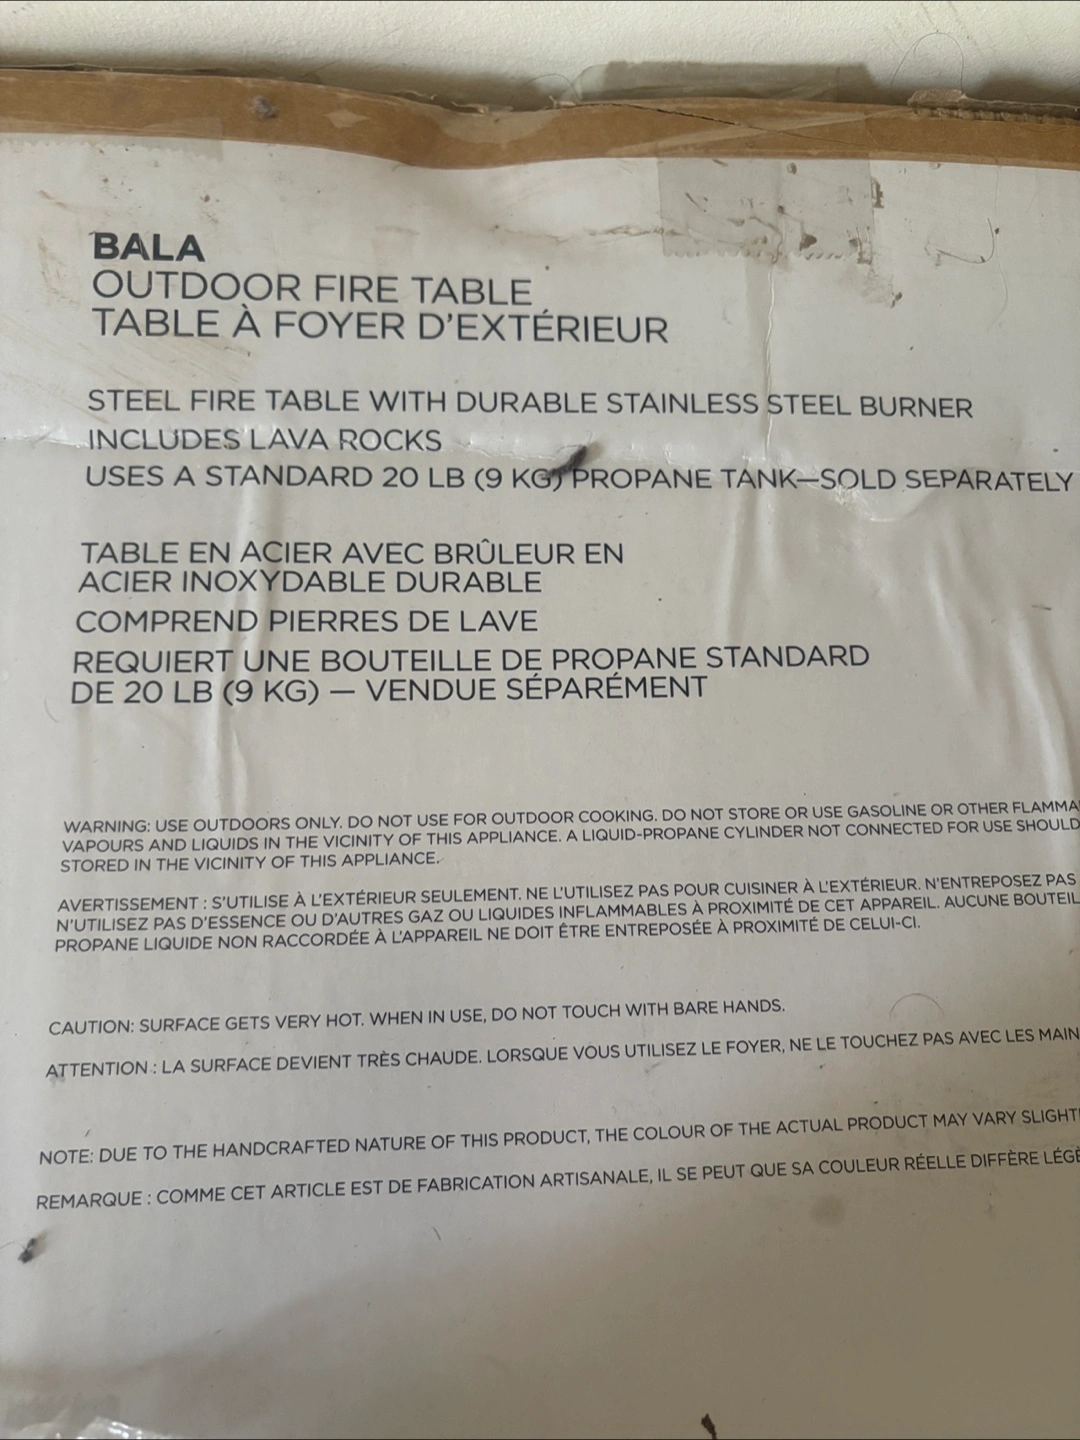 BALA
OUTDOOR FIRE TABLE
TABLE À FOYER D'EXTÉRIEUR
STEEL FIRE TABLE WITH DURABLE STAINLESS STEEL BURNER
INCLUDES LAVA ROCKS
USES A STANDARD 20 LB (9 KG) PROPANE TANK—SOLD SEPARATELY
TABLE EN ACIER AVEC BRÛLEUR EN
ACIER INOXYDABLE DURABLE
COMPREND PIERRES DE LAVE
REQUIERT UNE BOUTEILLE DE PROPANE STANDARD
DE 20 LB (9 KG) — VENDUE SÉPARÉMENT
WARNING: USE OUTDOORS ONLY. DO NOT USE FOR OUTDOOR COOKING. DO NOT STORE OR USE GASOLINE OR OTHER
VAPOURS AND LIQUIDS IN THE VICINITY OF THIS APPLIANCE. A LIQUID-PROPANE CYLINDER NOT CONNECTED FOR USE SHOULD
STORED IN THE VICINITY OF THIS APPLIANCE.
AVERTISSEMENT : S'UTILISE À L'EXTÉRIEUR SEULEMENT. NE L'UTILISEZ PAS POUR CUISINER À L'EXTÉRIEUR. N'ENTREPOSEZ PAS
N'UTILISEZ PAS D'ESSENCE OU D'AUTRES GAZ OU LIQUIDES INFLAMMABLES À PROXIMITÉ DE CET APPAREIL. AUCUNE
PROPANE LIQUIDE NON RACCORDÉE À L'APPAREIL NE DOIT ÊTRE ENTREPOSÉE À PROXIMITÉ DE CELUI-CI.
CAUTION: SURFACE GETS VERY HOT. WHEN IN USE, DO NOT TOUCH WITH BARE HANDS.
ATTENTION : LA SURFACE DEVIENT TRÈS CHAUDE. LORSQUE VOUS UTILISEZ LE FOYER, NE LE TOUCHEZ PAS AVEC LES
NOTE: DUE TO THE HANDCRAFTED NATURE OF THIS PRODUCT, THE COLOUR OF THE ACTUAL PRODUCT MAY VARY
REMARQUE : COMME CET ARTICLE EST DE FABRICATION ARTISANALE, IL SE PEUT QUE SA COULEUR RÉELLE DIFFÈRE